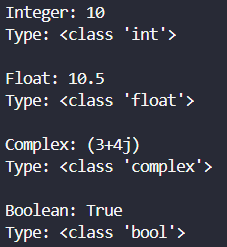 Integer: 10
Type: <class 'int'>
Float: 10.5
Type: <class 'float'>
Complex: (3+4j)
Type: <class 'complex'>
Boolean: True
Type: <class 'bool'>